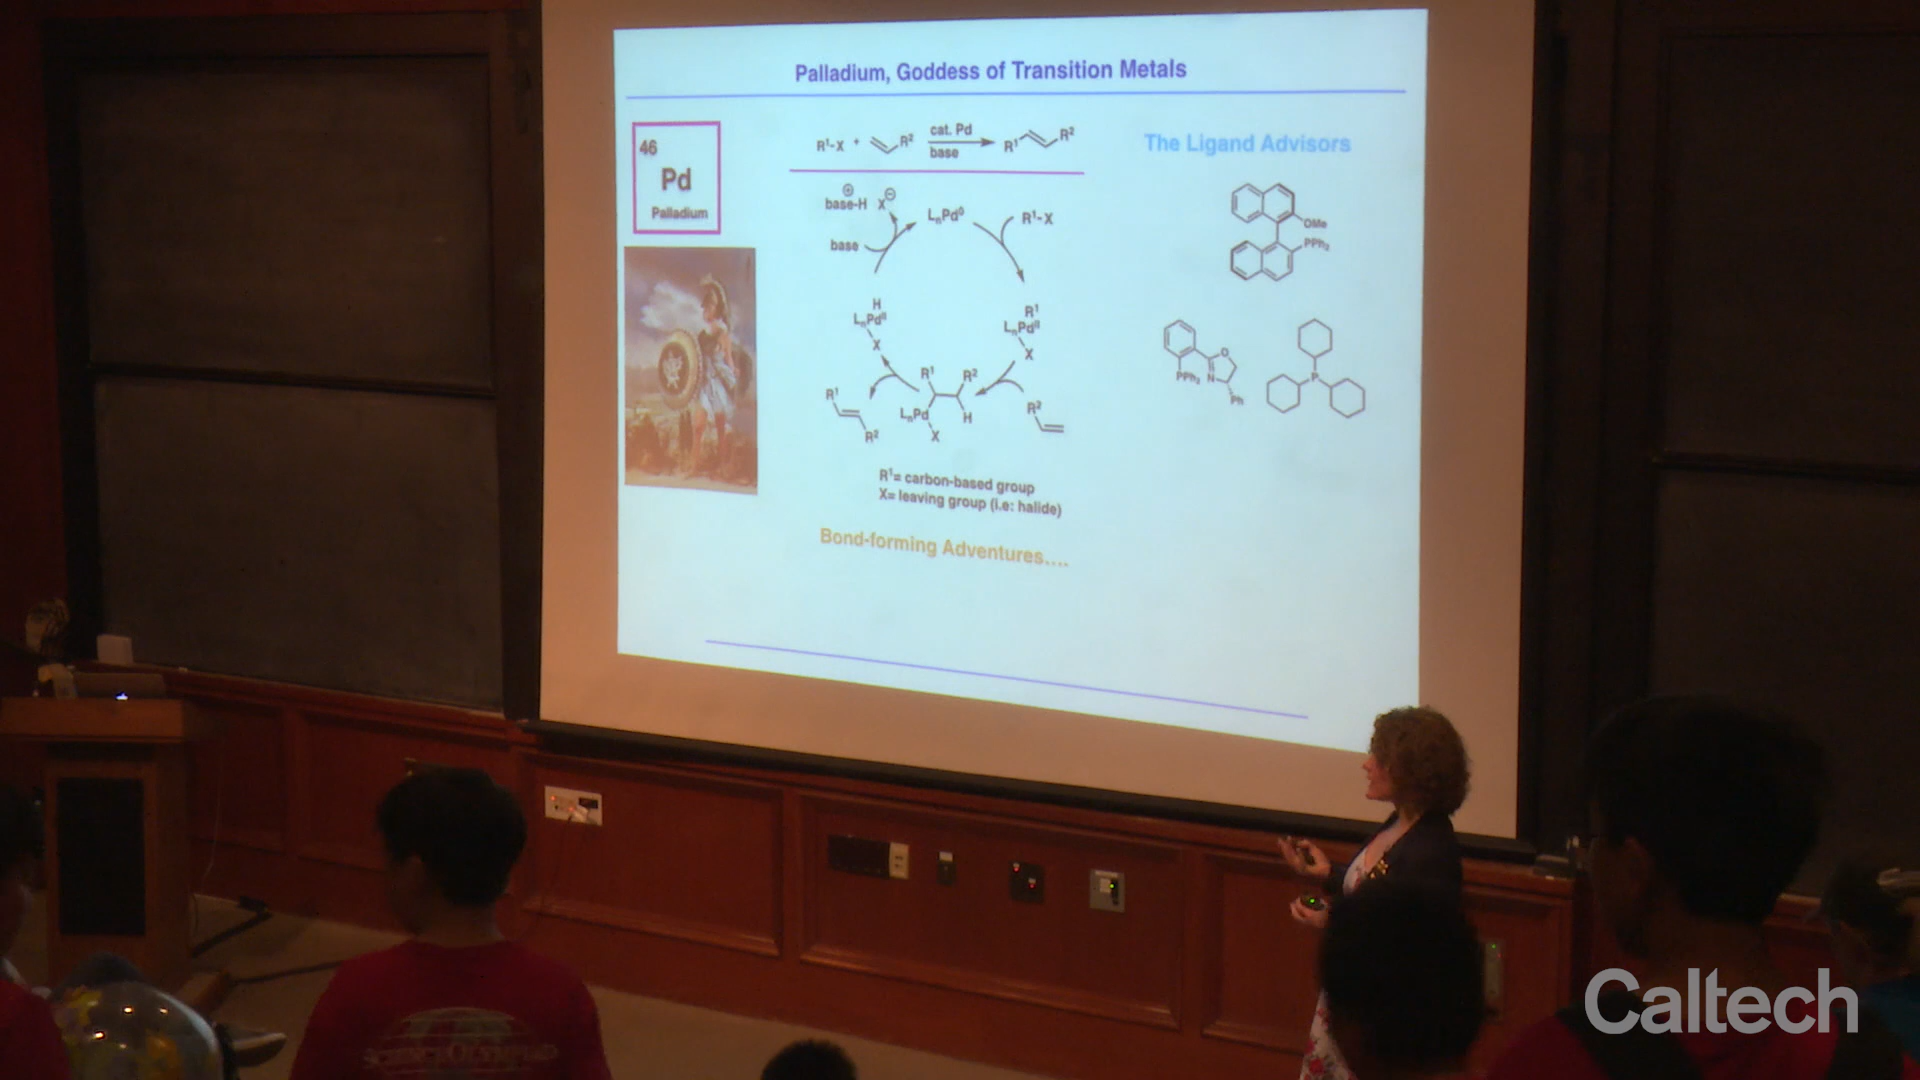 Palladium, Goddess of Transition Metals
46
Pd
Palladium
R¹-X + R² cat. Pd base R¹ R²
The Ligand Advisors
⊕ base-H X⊖
LnPd⁰
R¹-X
base
OMe
PPh₂
H
LnPdII
X
R¹
LnPdII
X
R¹ R²
LnPd H
X
R¹
R²
R²
O
PPh₂ N
Ph
P
R¹= carbon-based group
X= leaving group (i.e: halide)
Bond-forming Adventures....
Caltech